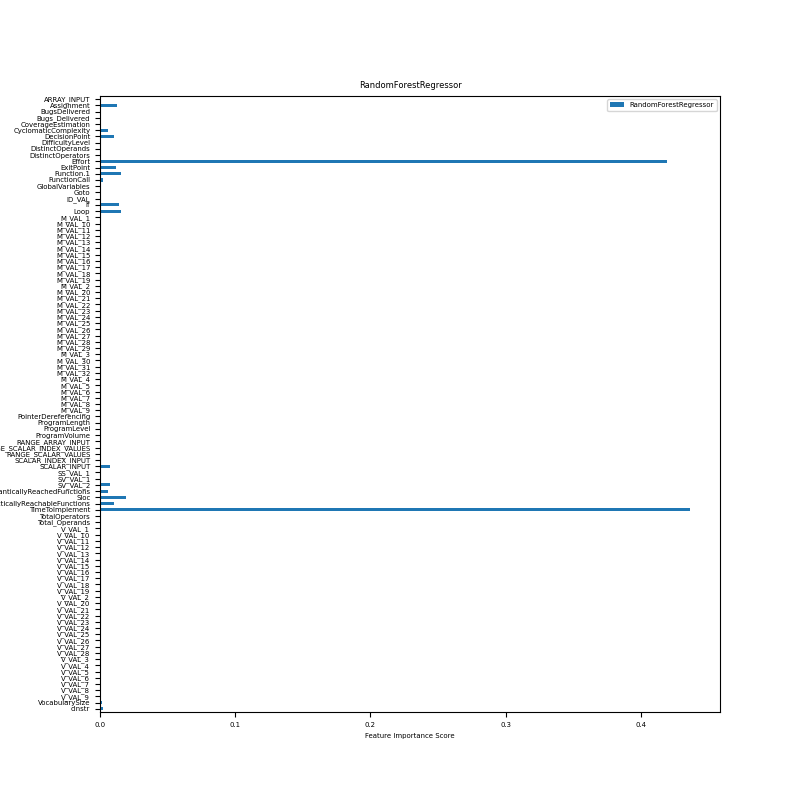 RandomForestRegressor
RandomForestRegressor
ARRAY_INPUT
Assignment
BugsDelivered
Bugs_Delivered
CoverageEstimation
CyclomaticComplexity
DecisionPoint
DifficultyLevel
DistinctOperands
DistinctOperators
Effort
ExitPoint
Function.1
FunctionCall
GlobalVariables
Goto
ID_VAL
If
Loop
M_VAL_1
M_VAL_10
M_VAL_11
M_VAL_12
M_VAL_13
M_VAL_14
M_VAL_15
M_VAL_16
M_VAL_17
M_VAL_18
M_VAL_19
M_VAL_2
M_VAL_20
M_VAL_21
M_VAL_22
M_VAL_23
M_VAL_24
M_VAL_25
M_VAL_26
M_VAL_27
M_VAL_28
M_VAL_29
M_VAL_3
M_VAL_30
M_VAL_31
M_VAL_32
M_VAL_4
M_VAL_5
M_VAL_6
M_VAL_7
M_VAL_8
M_VAL_9
PointerDereferencing
ProgramLength
ProgramLevel
ProgramVolume
RANGE_ARRAY_INPUT
E_SCALAR_INDEX_VALUES
RANGE_SCALAR_VALUES
SCALAR_INDEX_INPUT
SCALAR_INPUT
SS_VAL_1
SV_VAL_1
SV_VAL_2
anticallyReachedFunctions
Sloc
ticallyReachableFunctions
TimeToImplement
TotalOperators
Total_Operands
V_VAL_1
V_VAL_10
V_VAL_11
V_VAL_12
V_VAL_13
V_VAL_14
V_VAL_15
V_VAL_16
V_VAL_17
V_VAL_18
V_VAL_19
V_VAL_2
V_VAL_20
V_VAL_21
V_VAL_22
V_VAL_23
V_VAL_24
V_VAL_25
V_VAL_26
V_VAL_27
V_VAL_28
V_VAL_3
V_VAL_4
V_VAL_5
V_VAL_6
V_VAL_7
V_VAL_8
V_VAL_9
VocabularySize
cInstr
0.0 0.1 0.2 0.3 0.4
Feature Importance Score